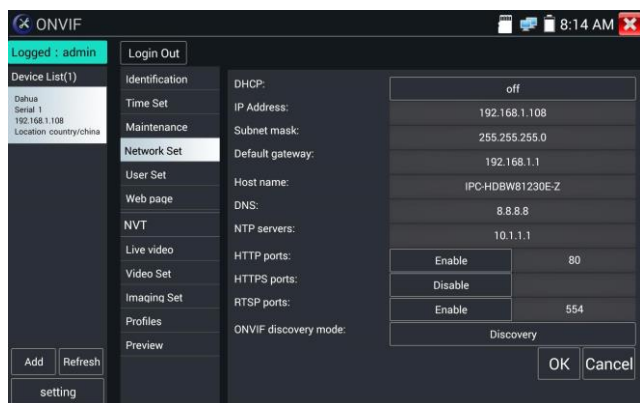 ONVIF
8:14 AM
Logged : admin
Login Out
Device List(1)
Dahua
Serial 1
192.168.1.108
Location country/china
Identification
Time Set
Maintenance
Network Set
User Set
Web page
NVT
Live video
Video Set
Imaging Set
Profiles
Preview
DHCP: off
IP Address: 192.168.1.108
Subnet mask: 255.255.255.0
Default gateway: 192.168.1.1
Host name: IPC-HDBW81230E-Z
DNS: 8.8.8.8
NTP servers: 10.1.1.1
HTTP ports: Enable 80
HTTPS ports: Disable
RTSP ports: Enable 554
ONVIF discovery mode: Discovery
Add Refresh
OK Cancel
setting